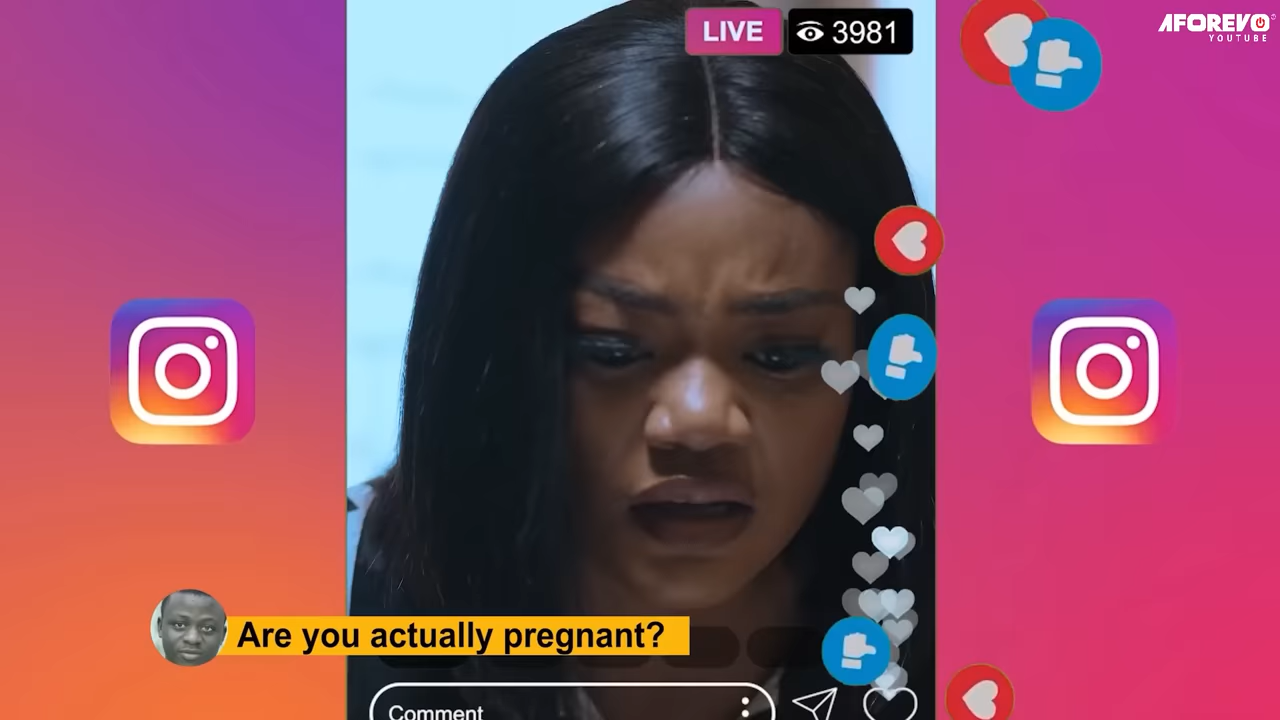 LIVE
3981
AFOREVO
YOUTUBE
Are you actually pregnant?
Comment